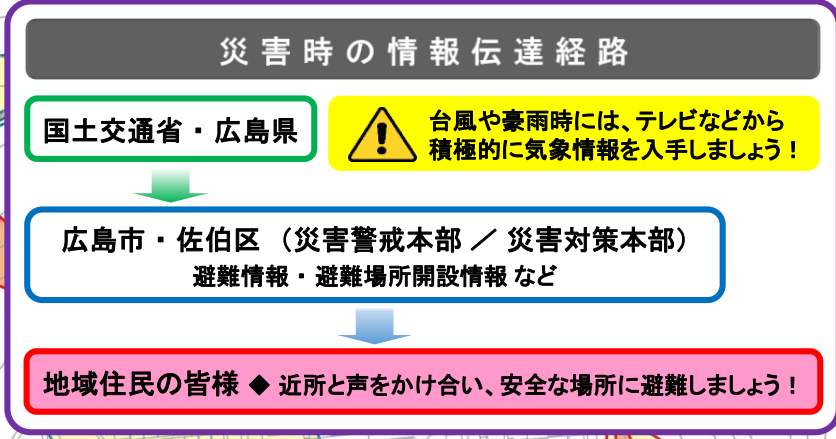 災害時の情報伝達経路
国土交通省・広島県
台風や豪雨時には、テレビなどから
積極的に気象情報を入手しましょう！
広島市・佐伯区 （災害警戒本部 ／ 災害対策本部）
避難情報・避難場所開設情報 など
地域住民の皆様 ◆ 近所と声をかけ合い、安全な場所に避難しましょう！